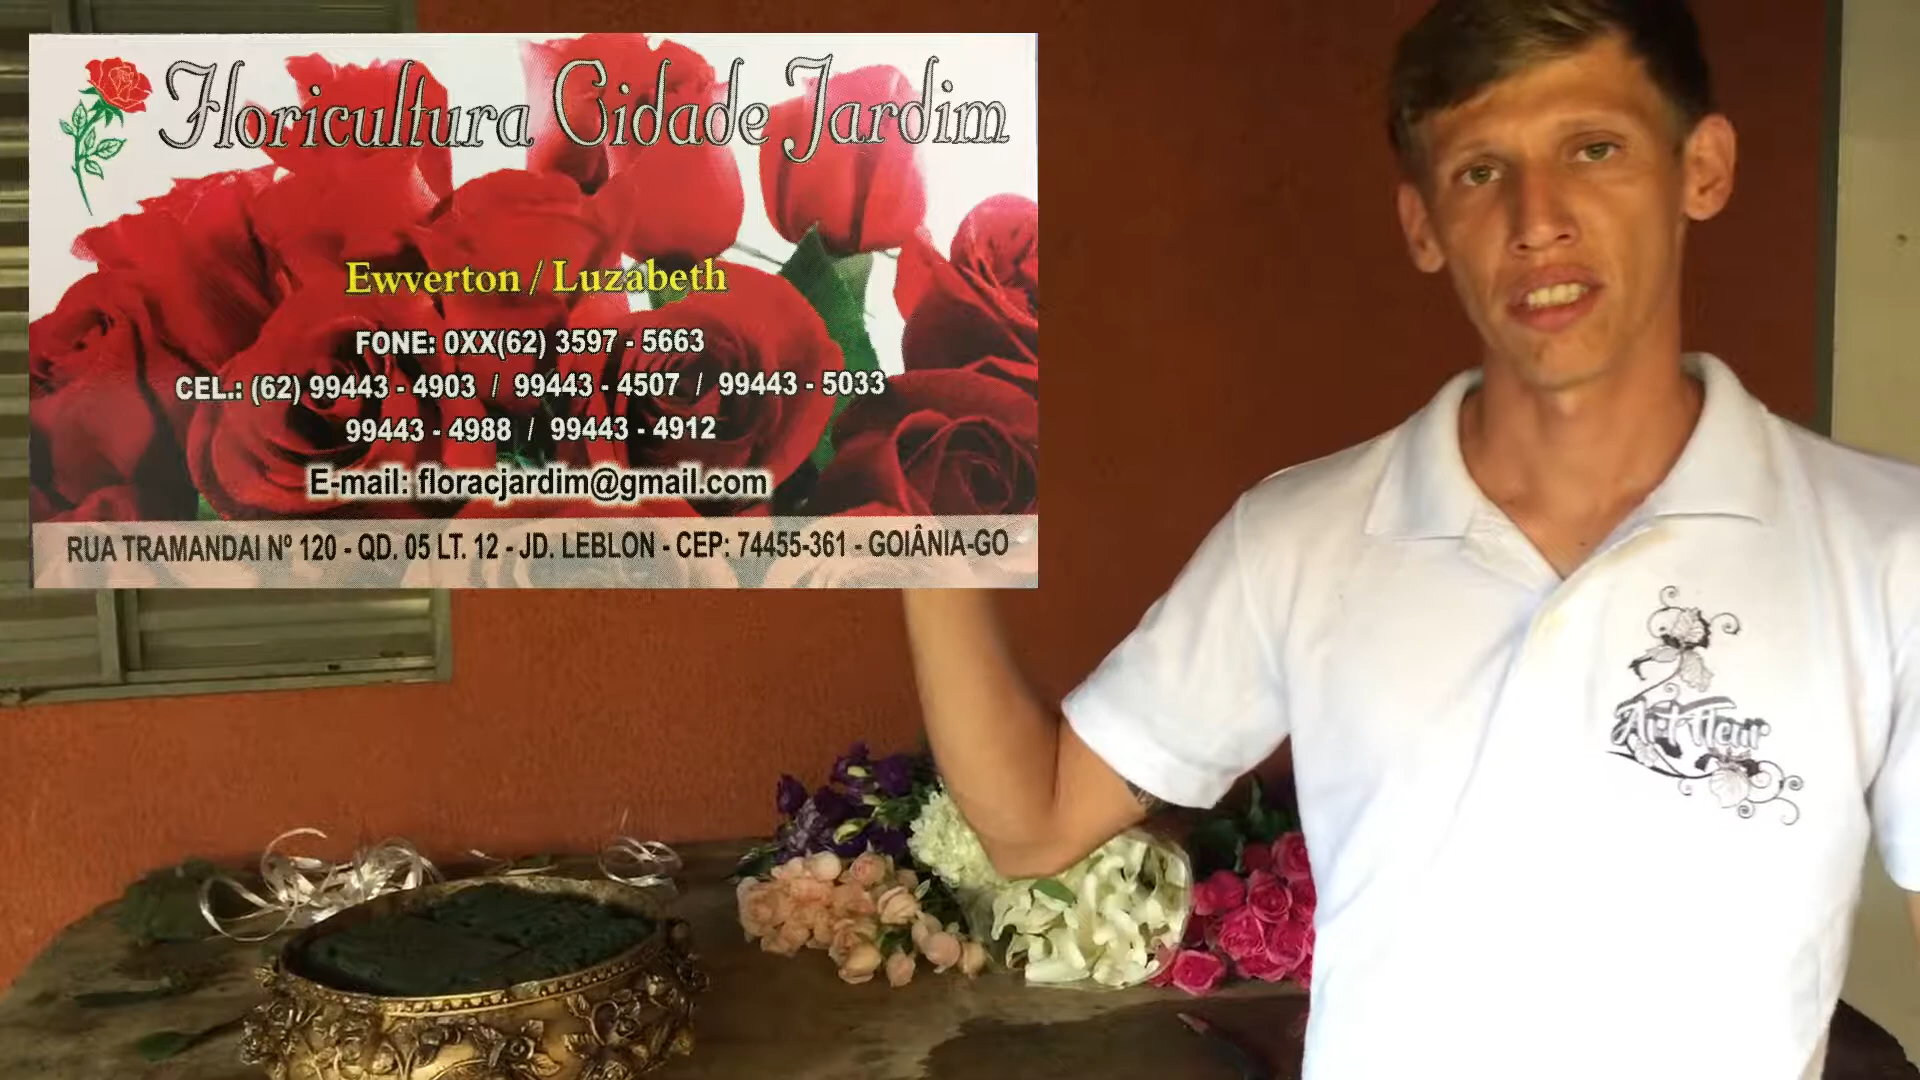 Floricultura Cidade Jardim
Ewverton / Luzabeth
FONE: 0XX(62) 3597 - 5663
CEL.: (62) 99443 - 4903 / 99443 - 4507 / 99443 - 5033
99443 - 4988 / 99443 - 4912
E-mail: floracjardim@gmail.com
RUA TRAMANDAI Nº 120 - QD. 05 LT. 12 - JD. LEBLON - CEP: 74455-361 - GOIÂNIA-GO
Art fleur